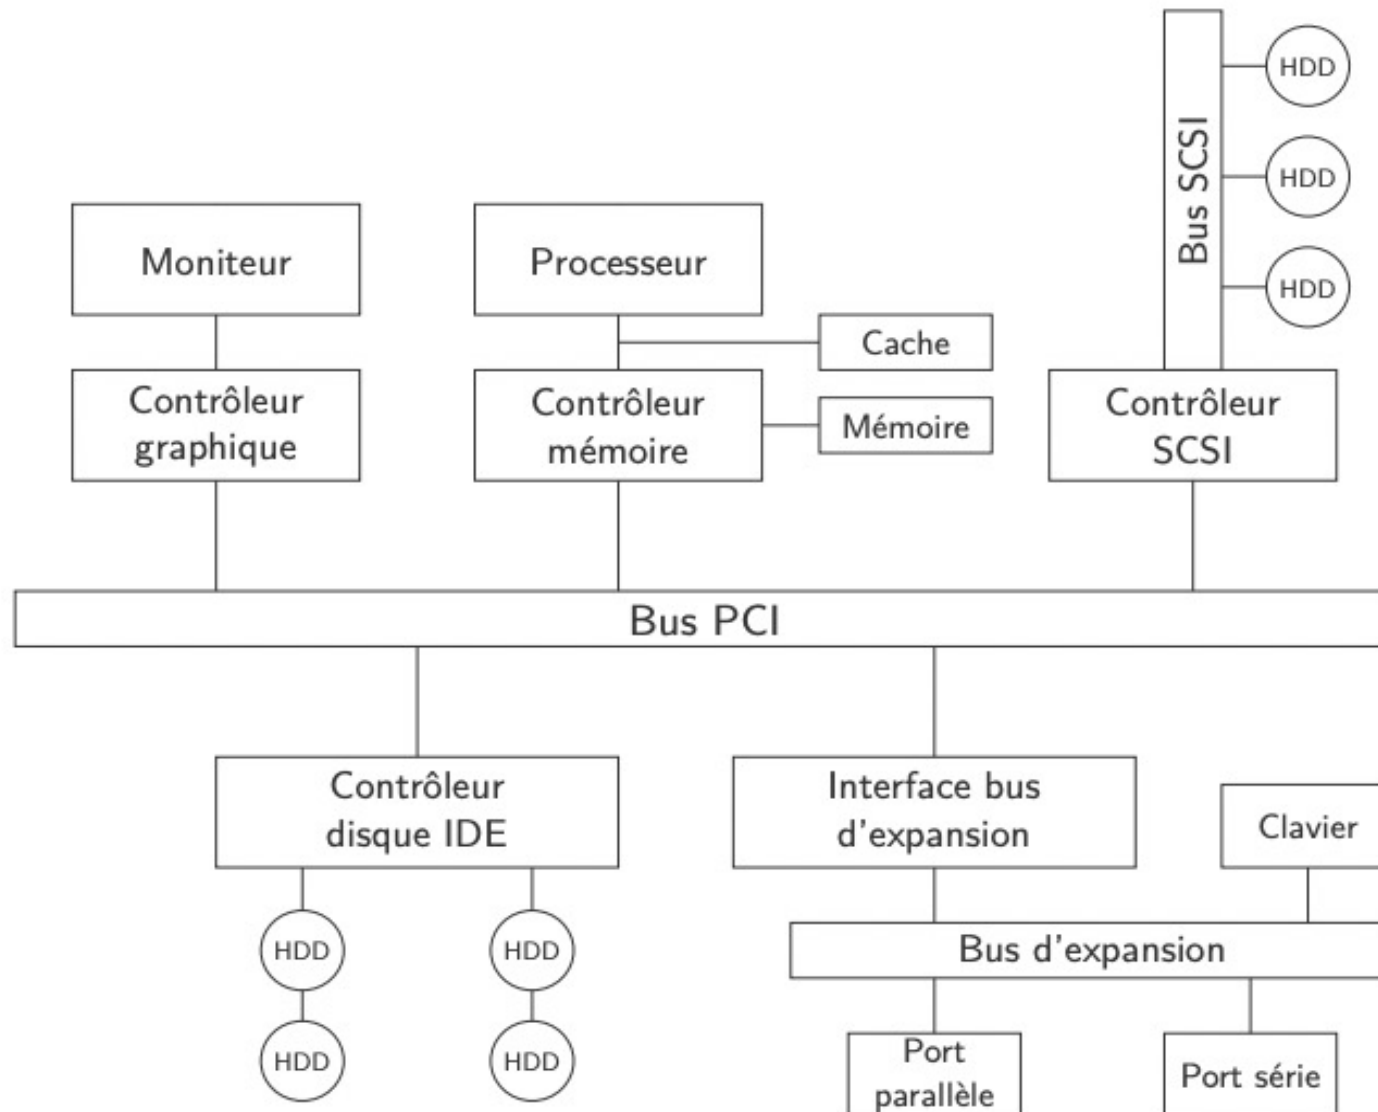 HDD
Bus SCSI
HDD
Moniteur
Processeur
HDD
Cache
Contrôleur
graphique
Contrôleur
mémoire
Mémoire
Contrôleur
SCSI
Bus PCI
Contrôleur
disque IDE
Interface bus
d'expansion
Clavier
HDD
HDD
Bus d'expansion
HDD
HDD
Port
parallèle
Port série